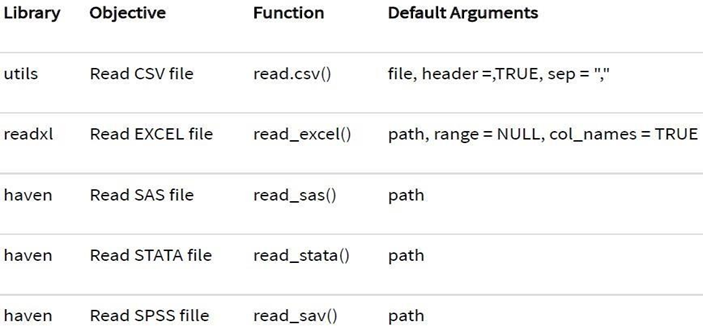 Library Objective Function Default Arguments
utils Read CSV file read.csv() file, header =,TRUE, sep = ","
readxl Read EXCEL file read_excel() path, range = NULL, col_names = TRUE
haven Read SAS file read_sas() path
haven Read STATA file read_stata() path
haven Read SPSS fille read_sav() path